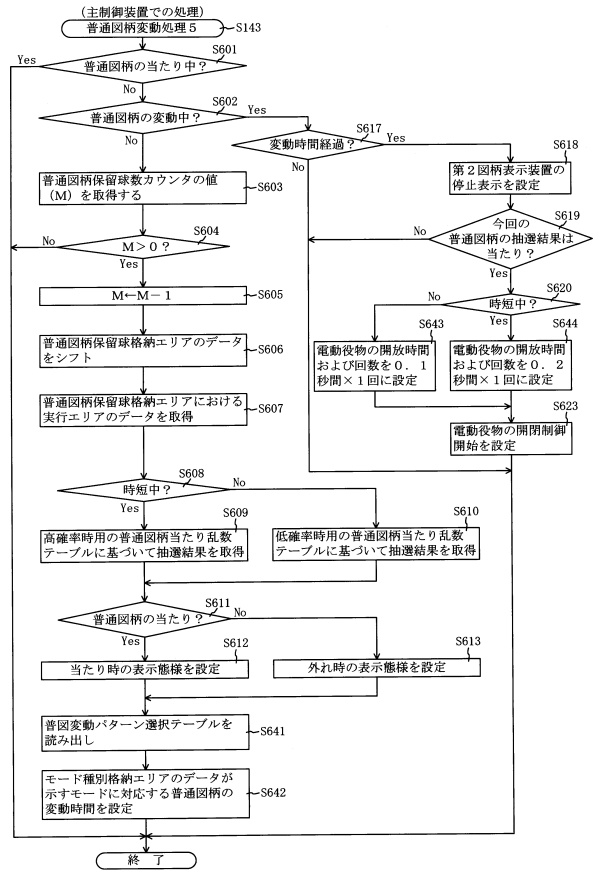 (主制御装置での処理)
普通図柄変動処理5
S143
S601
Yes
普通図柄の当たり中?
No
S602
Yes
普通図柄の変動中?
No
S617
Yes
変動時間経過?
No
S618
第2図柄表示装置の
停止表示を設定
S603
普通図柄保留球数カウンタの値
(M)を取得する
S619
No
今回の
普通図柄の抽選結果は
当たり?
Yes
S604
No
M>0?
Yes
S605
M←M-1
S620
No
時短中?
Yes
S606
普通図柄保留球格納エリアのデータ
をシフト
S643
電動役物の開放時間
および回数を0.1
秒間×1回に設定
S644
電動役物の開放時間
および回数を0.2
秒間×1回に設定
S607
普通図柄保留球格納エリアにおける
実行エリアのデータを取得
S623
電動役物の開閉制御
開始を設定
S608
No
時短中?
Yes
S609
高確率時用の普通図柄当たり乱数
テーブルに基づいて抽選結果を取得
S610
低確率時用の普通図柄当たり乱数
テーブルに基づいて抽選結果を取得
S611
No
普通図柄の当たり?
Yes
S612
当たり時の表示態様を設定
S613
外れ時の表示態様を設定
S641
普図変動パターン選択テーブルを
読み出し
S642
モード種別格納エリアのデータが
示すモードに対応する普通図柄の
変動時間を設定
終 了